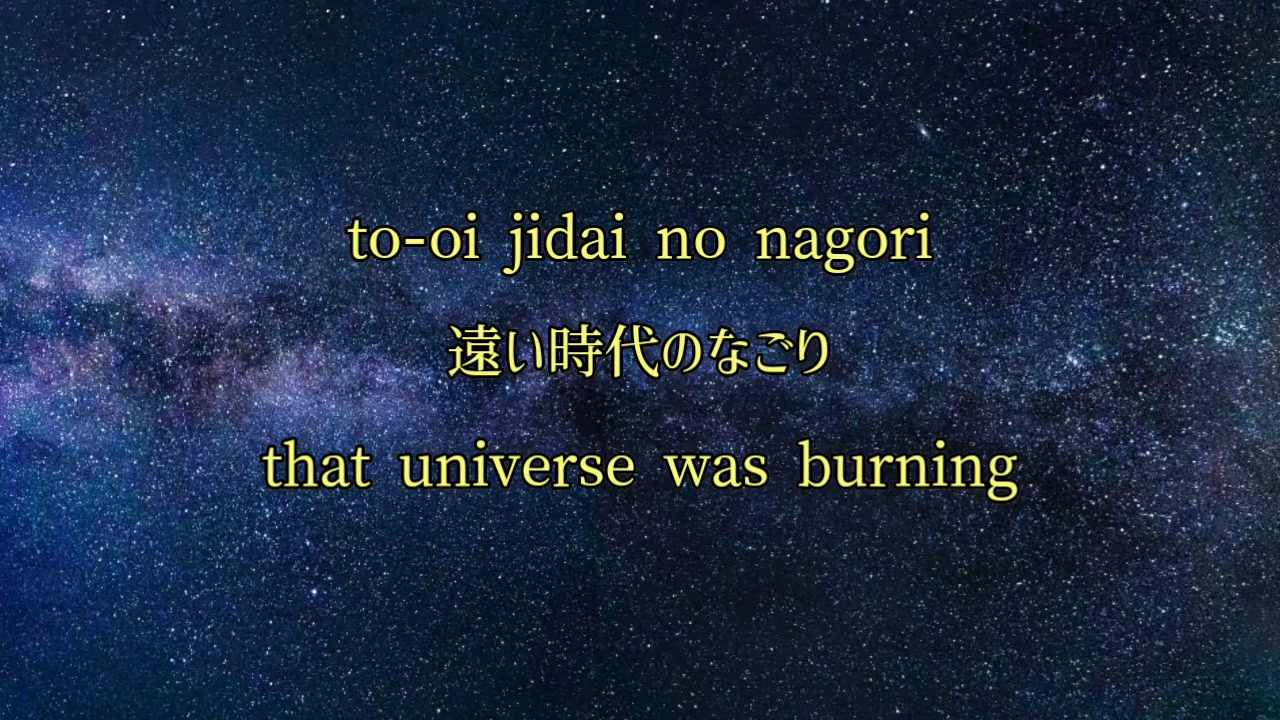 to-oi jidai no nagori
遠い時代のなごり
that universe was burning